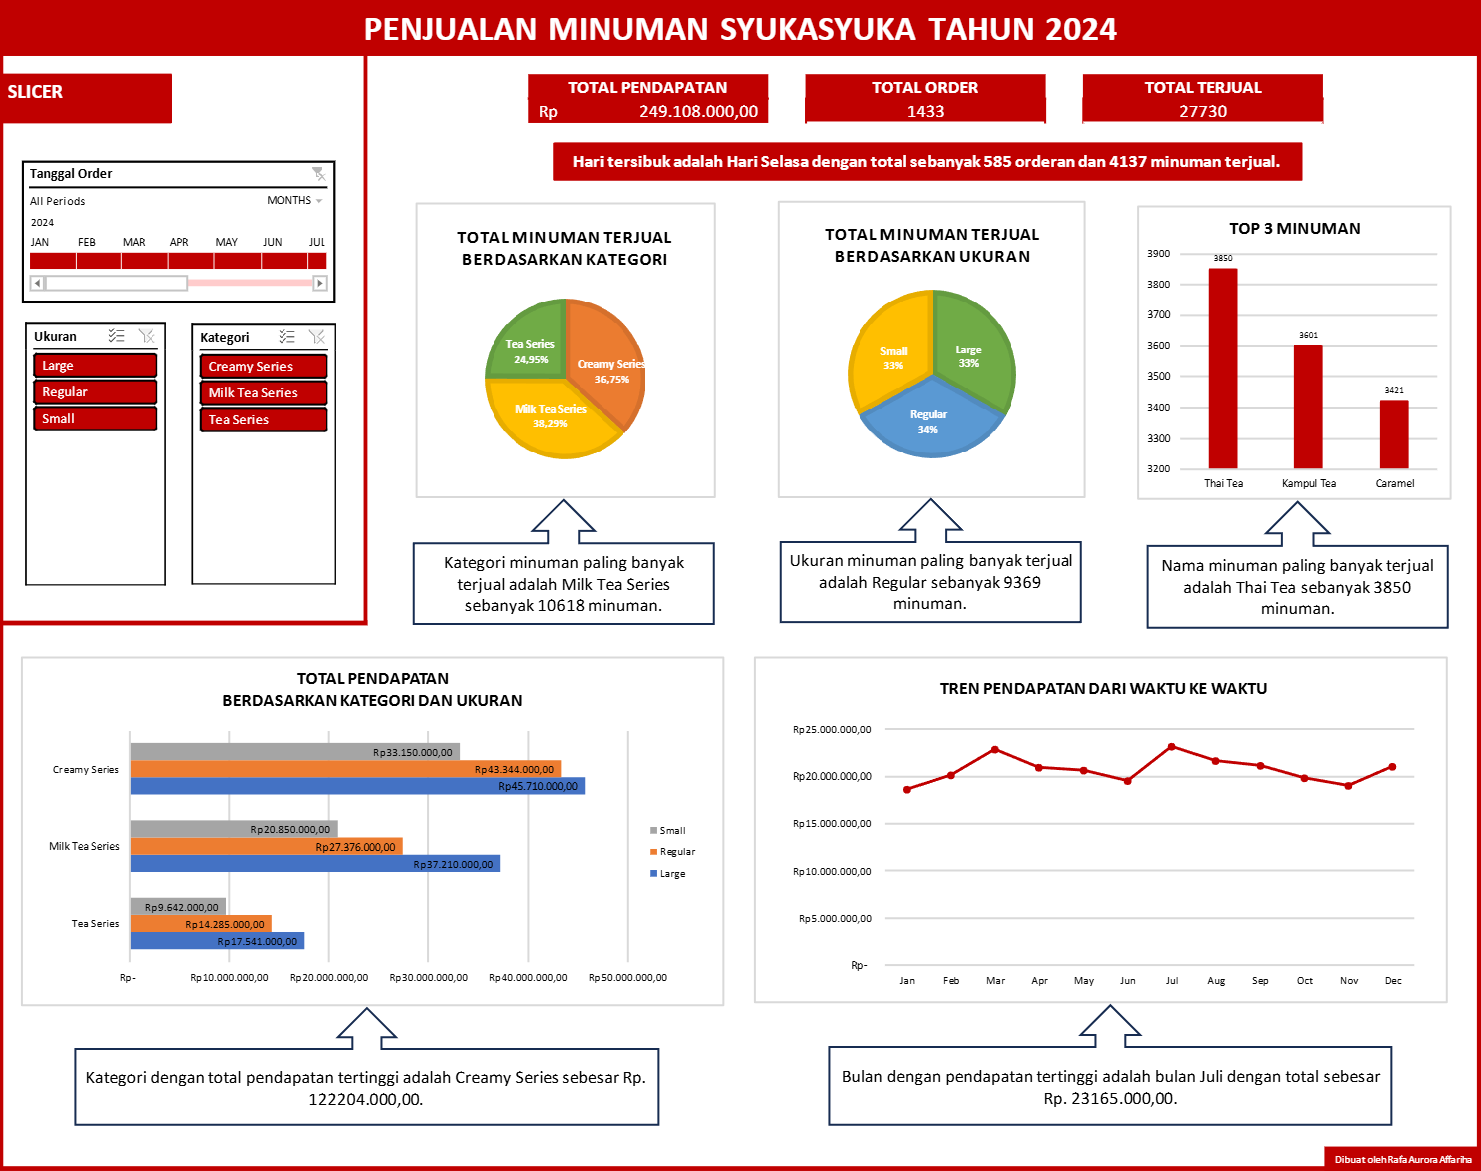 PENJUALAN MINUMAN SYUKASYUKA TAHUN 2024
SLICER
TOTAL PENDAPATAN
Rp 249.108.000,00
TOTAL ORDER
1433
TOTAL TERJUAL
27730
Hari tersibuk adalah Hari Selasa dengan total sebanyak 585 orderan dan 4137 minuman terjual.
Tanggal Order
All Periods
MONTHS
2024
JAN FEB MAR APR MAY JUN JUL
Ukuran
Large
Regular
Small
Kategori
Creamy Series
Milk Tea Series
Tea Series
TOTAL MINUMAN TERJUAL
BERDASARKAN KATEGORI
Tea Series
24,95%
Creamy Series
36,75%
Milk Tea Series
38,29%
Kategori minuman paling banyak
terjual adalah Milk Tea Series
sebanyak 10618 minuman.
TOTAL MINUMAN TERJUAL
BERDASARKAN UKURAN
Small
33%
Large
33%
Regular
34%
Ukuran minuman paling banyak terjual
adalah Regular sebanyak 9369
minuman.
TOP 3 MINUMAN
3900
3800
3700
3600
3500
3400
3300
3200
3850
3601
3421
Thai Tea Kampul Tea Caramel
Nama minuman paling banyak terjual
adalah Thai Tea sebanyak 3850
minuman.
TOTAL PENDAPATAN
BERDASARKAN KATEGORI DAN UKURAN
Creamy Series
Rp33.150.000,00
Rp43.344.000,00
Rp45.710.000,00
Milk Tea Series
Rp20.850.000,00
Rp27.376.000,00
Rp37.210.000,00
Tea Series
Rp9.642.000,00
Rp14.285.000,00
Rp17.541.000,00
Rp- Rp10.000.000,00 Rp20.000.000,00 Rp30.000.000,00 Rp40.000.000,00 Rp50.000.000,00
Small
Regular
Large
Kategori dengan total pendapatan tertinggi adalah Creamy Series sebesar Rp.
122204.000,00.
TREN PENDAPATAN DARI WAKTU KE WAKTU
Rp25.000.000,00
Rp20.000.000,00
Rp15.000.000,00
Rp10.000.000,00
Rp5.000.000,00
Rp-
Jan Feb Mar Apr May Jun Jul Aug Sep Oct Nov Dec
Bulan dengan pendapatan tertinggi adalah bulan Juli dengan total sebesar
Rp. 23165.000,00.
Dibuat oleh Rafa Aurora Affariha